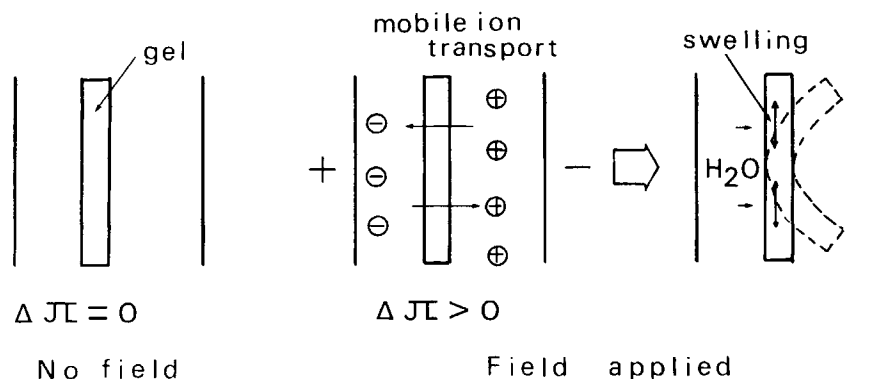 gel
mobile ion
transport
swelling
+
−
⊖
⊖
⊖
⊕
⊕
⊕
⊕
H₂O
Δπ = 0
Δπ > 0
No field
Field applied